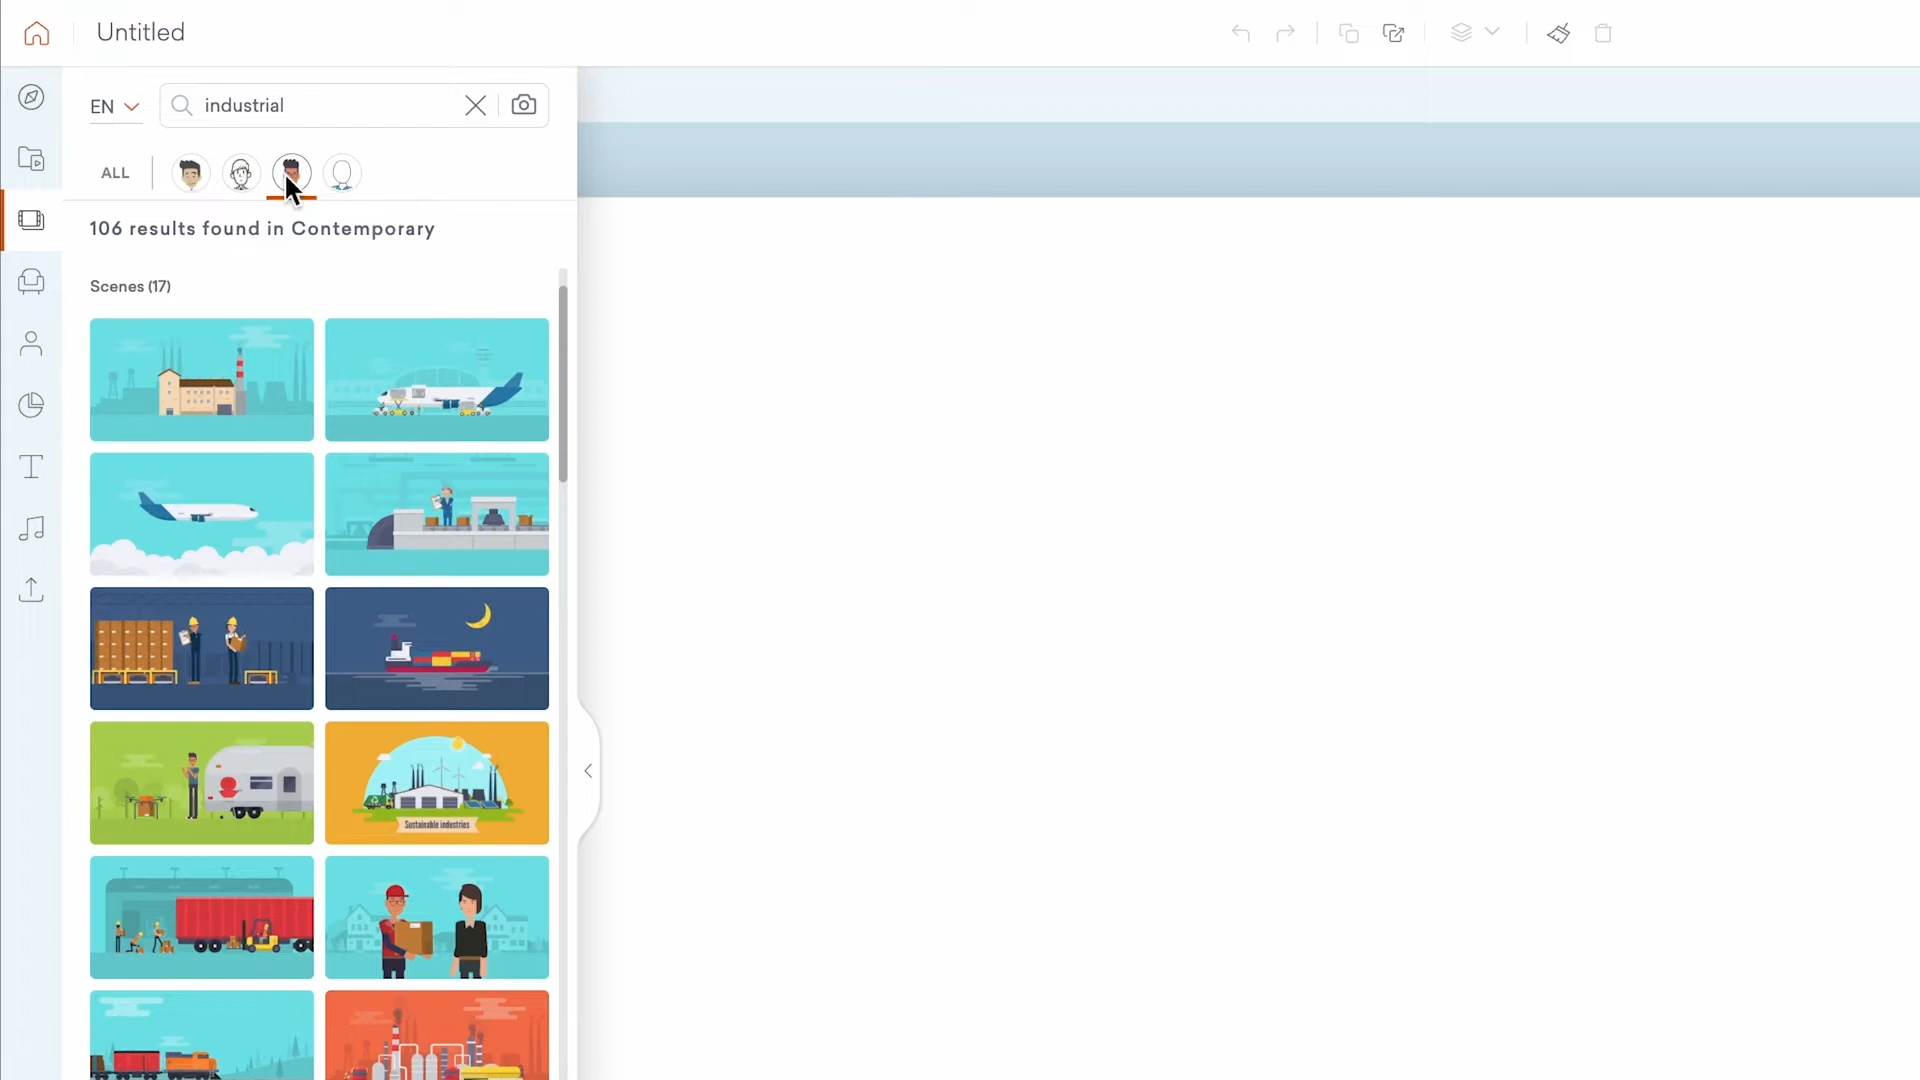 Untitled
EN
industrial
ALL
106 results found in Contemporary
Scenes (17)
Sustainable industries